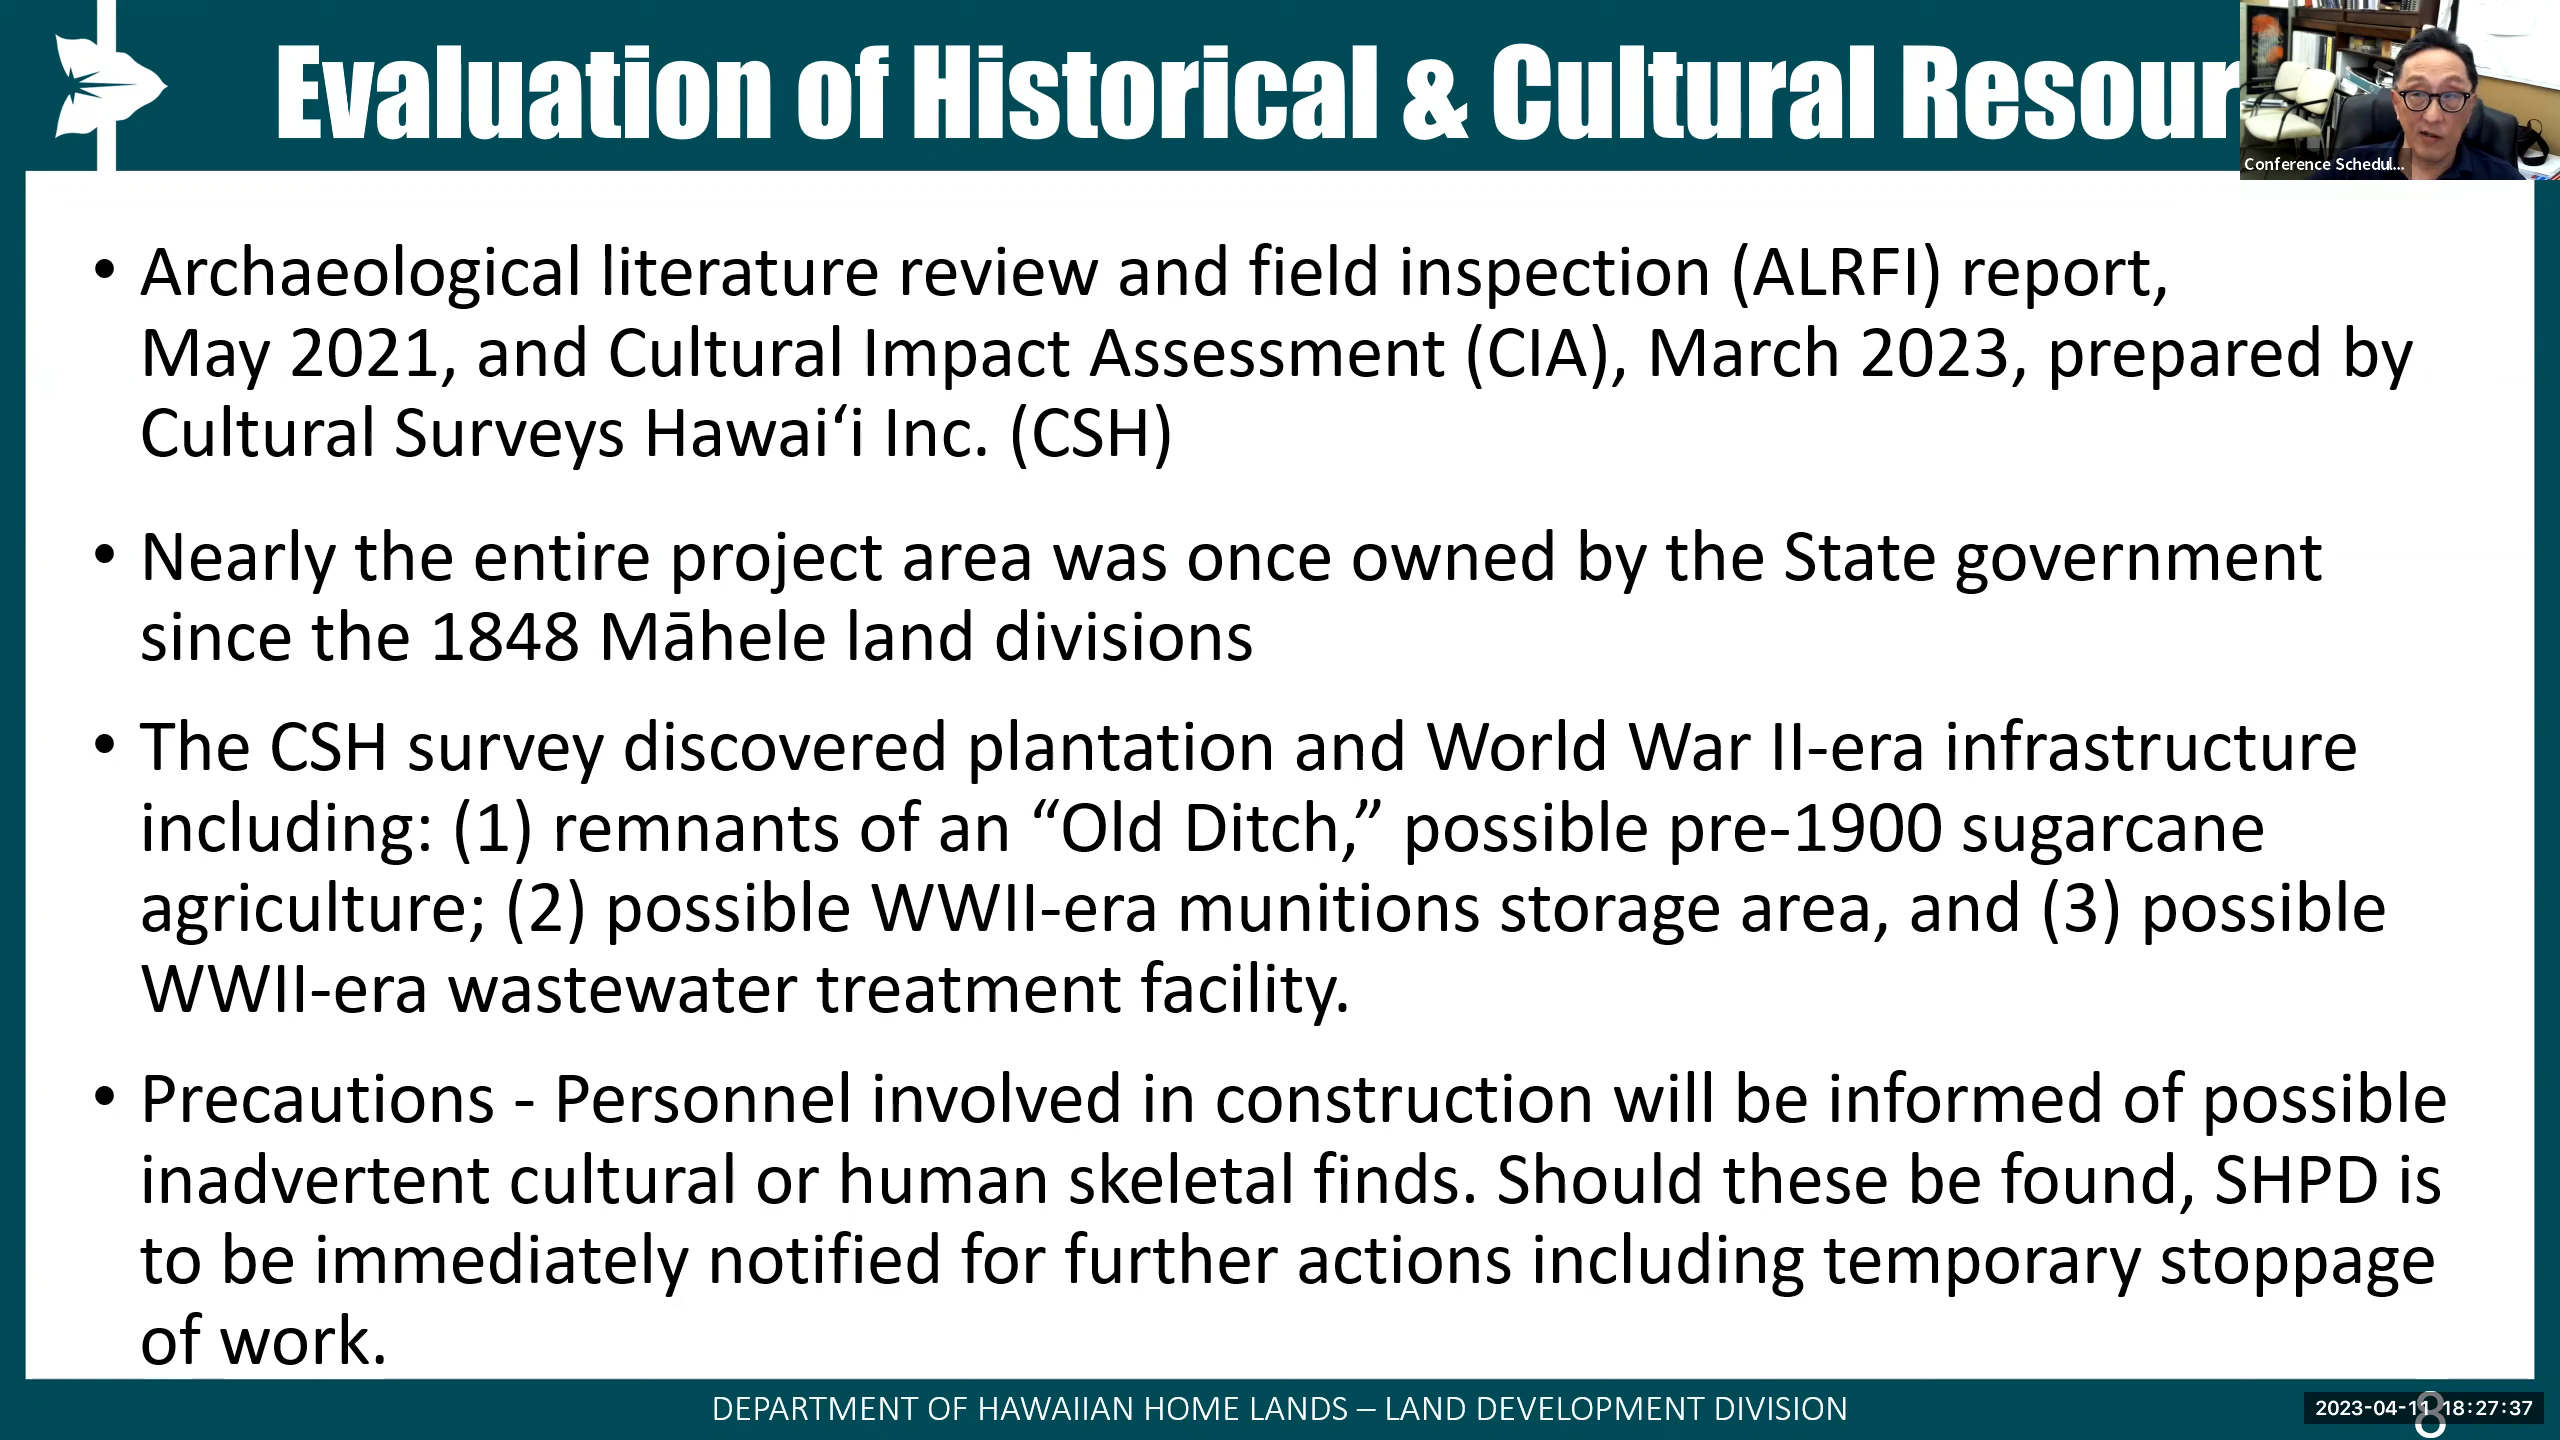 Evaluation of Historical & Cultural Resour
Conference Schedul...
• Archaeological literature review and field inspection (ALRFI) report,
May 2021, and Cultural Impact Assessment (CIA), March 2023, prepared by
Cultural Surveys Hawaiʻi Inc. (CSH)
• Nearly the entire project area was once owned by the State government
since the 1848 Māhele land divisions
• The CSH survey discovered plantation and World War II-era infrastructure
including: (1) remnants of an “Old Ditch,” possible pre-1900 sugarcane
agriculture; (2) possible WWII-era munitions storage area, and (3) possible
WWII-era wastewater treatment facility.
• Precautions - Personnel involved in construction will be informed of possible
inadvertent cultural or human skeletal finds. Should these be found, SHPD is
to be immediately notified for further actions including temporary stoppage
of work.
DEPARTMENT OF HAWAIIAN HOME LANDS – LAND DEVELOPMENT DIVISION
8
2023-04-11 18:27:37